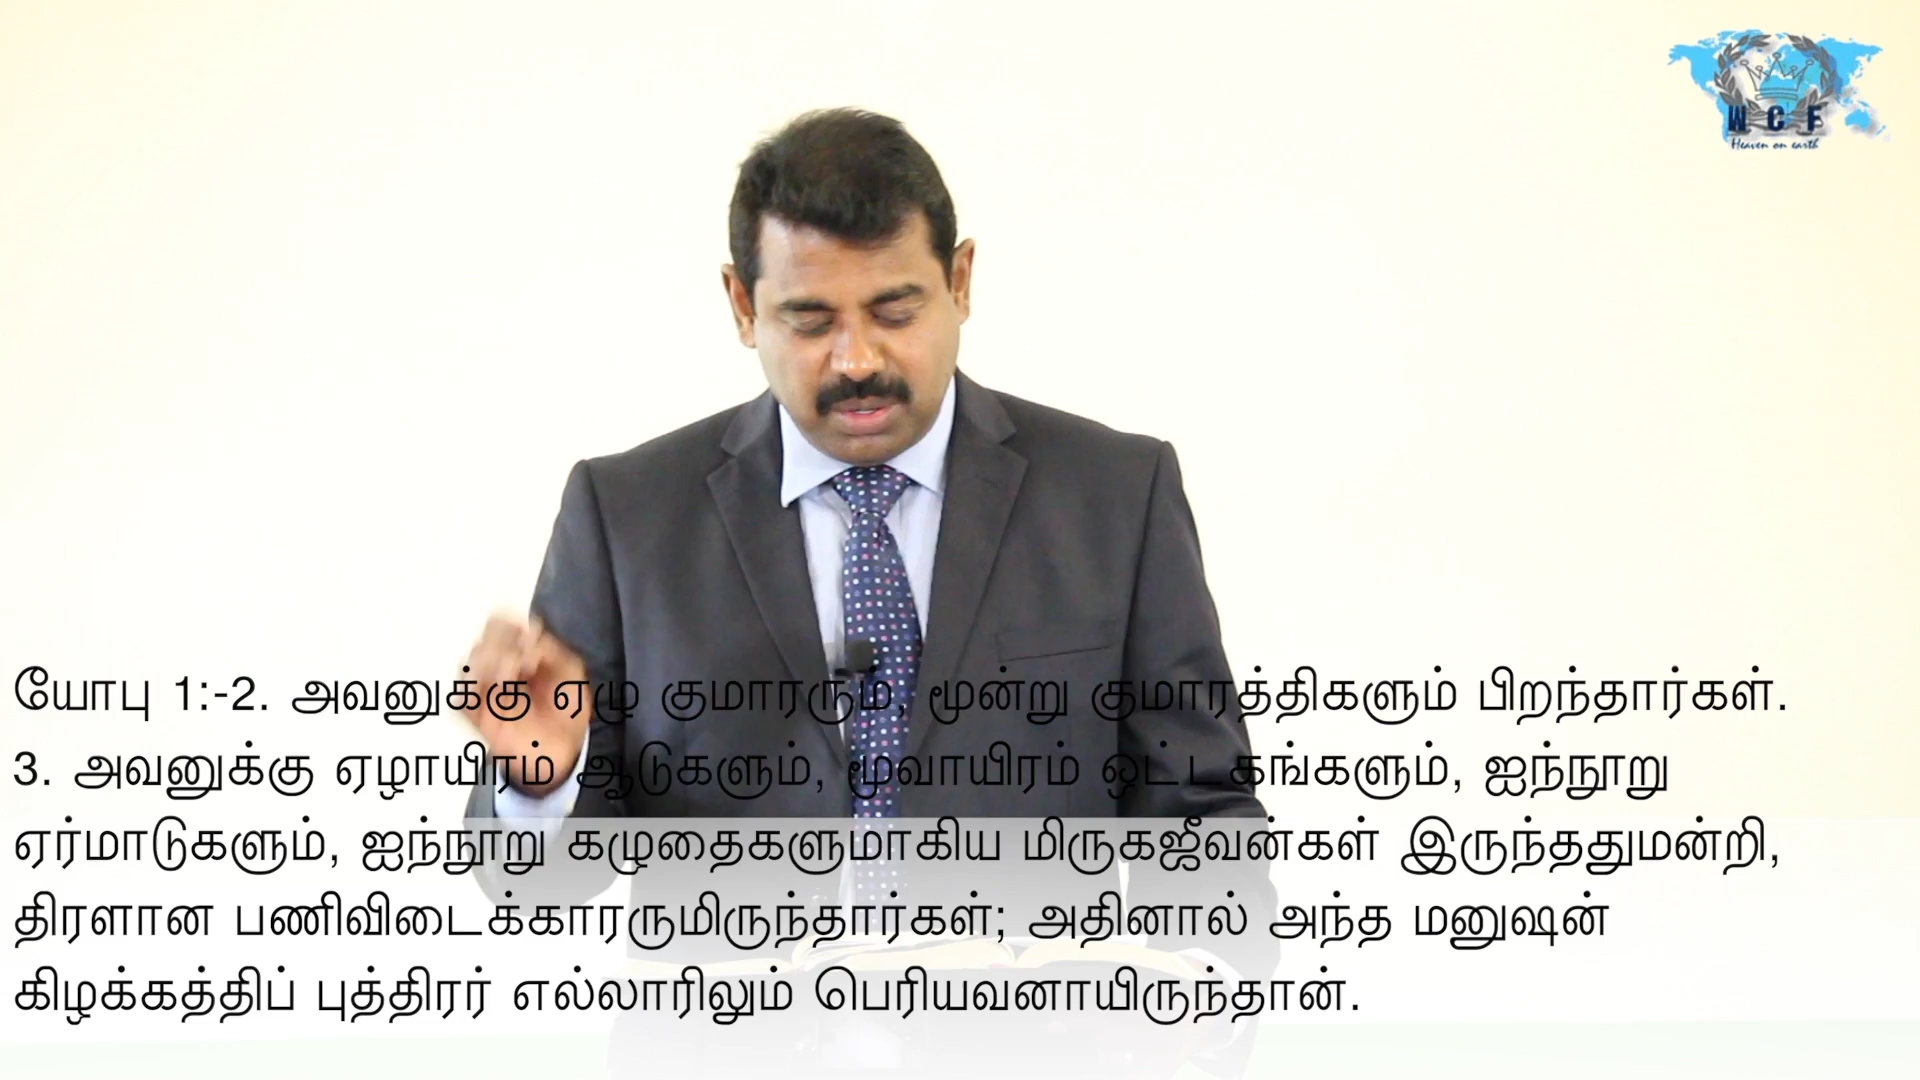 W C F
Heaven on earth
யோபு 1:-2. அவனுக்கு ஏழு குமாரரும், மூன்று குமாரத்திகளும் பிறந்தார்கள்.
3. அவனுக்கு ஏழாயிரம் ஆடுகளும், மூவாயிரம் ஒட்டகங்களும், ஐந்நூறு
ஏர்மாடுகளும், ஐந்நூறு கழுதைகளுமாகிய மிருகஜீவன்கள் இருந்ததுமன்றி,
திரளான பணிவிடைக்காரருமிருந்தார்கள்; அதினால் அந்த மனுஷன்
கிழக்கத்திப் புத்திரர் எல்லாரிலும் பெரியவனாயிருந்தான்.